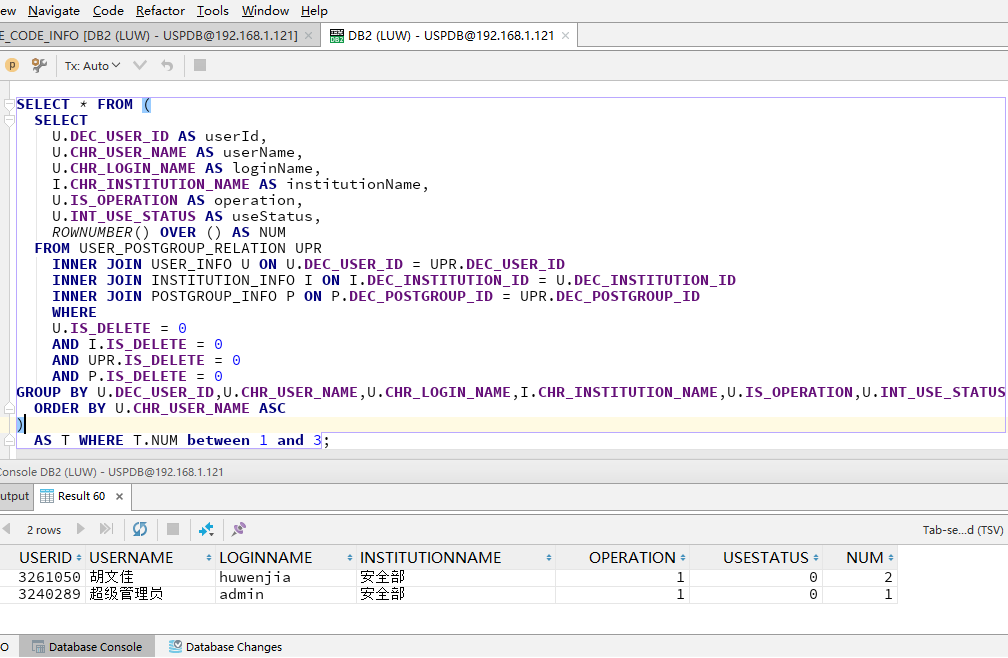 ew Navigate Code Refactor Tools Window Help
E_CODE_INFO [DB2 (LUW) - USPDB@192.168.1.121] × DB2 (LUW) - USPDB@192.168.1.121 ×
p Tx: Auto
SELECT * FROM (
SELECT
U.DEC_USER_ID AS userId,
U.CHR_USER_NAME AS userName,
U.CHR_LOGIN_NAME AS loginName,
I.CHR_INSTITUTION_NAME AS institutionName,
U.IS_OPERATION AS operation,
U.INT_USE_STATUS AS useStatus,
ROWNUMBER() OVER () AS NUM
FROM USER_POSTGROUP_RELATION UPR
INNER JOIN USER_INFO U ON U.DEC_USER_ID = UPR.DEC_USER_ID
INNER JOIN INSTITUTION_INFO I ON I.DEC_INSTITUTION_ID = U.DEC_INSTITUTION_ID
INNER JOIN POSTGROUP_INFO P ON P.DEC_POSTGROUP_ID = UPR.DEC_POSTGROUP_ID
WHERE
U.IS_DELETE = 0
AND I.IS_DELETE = 0
AND UPR.IS_DELETE = 0
AND P.IS_DELETE = 0
GROUP BY U.DEC_USER_ID,U.CHR_USER_NAME,U.CHR_LOGIN_NAME,I.CHR_INSTITUTION_NAME,U.IS_OPERATION,U.INT_USE_STATUS
ORDER BY U.CHR_USER_NAME ASC
)
AS T WHERE T.NUM between 1 and 3;
Console DB2 (LUW) - USPDB@192.168.1.121
utput Result 60 ×
2 rows Tab-se...d (TSV)
USERID USERNAME LOGINNAME INSTITUTIONNAME OPERATION USESTATUS NUM
3261050 胡文佳 huwenjia 安全部 1 0 2
3240289 超级管理员 admin 安全部 1 0 1
O Database Console Database Changes